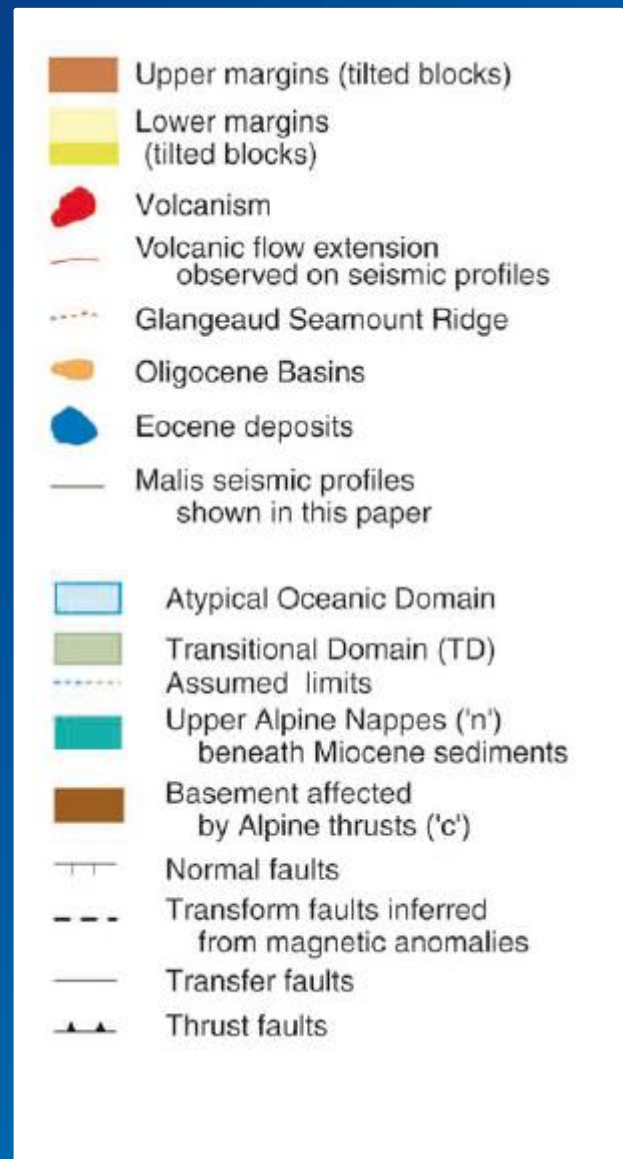 Upper margins (tilted blocks)
Lower margins
(tilted blocks)
Volcanism
Volcanic flow extension
observed on seismic profiles
Glangeaud Seamount Ridge
Oligocene Basins
Eocene deposits
Malis seismic profiles
shown in this paper
Atypical Oceanic Domain
Transitional Domain (TD)
Assumed limits
Upper Alpine Nappes ('n')
beneath Miocene sediments
Basement affected
by Alpine thrusts ('c')
Normal faults
Transform faults inferred
from magnetic anomalies
Transfer faults
Thrust faults